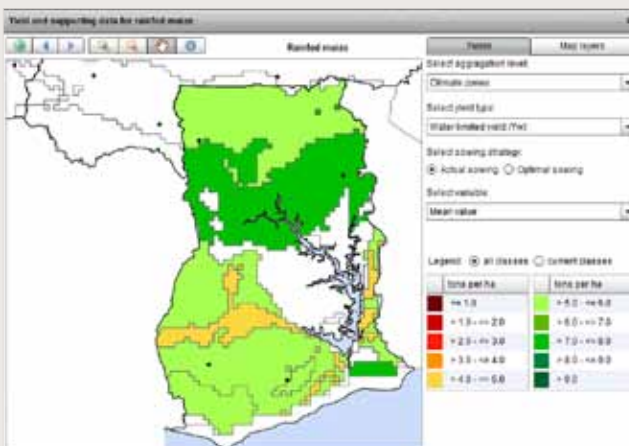 Yield and supporting data for rainfed maize
Rainfed maize
Yields
Map layers
Select aggregation level:
Climate zones
Select yield type:
Water-limited yield (Yw)
Select sowing strategy:
Actual sowing Optimal sowing
Select variable:
Mean value
Legend: all classes current classes
tons per ha
<= 1.0
> 1.0 - <= 2.0
> 2.0 - <= 3.0
> 3.0 - <= 4.0
> 4.0 - <= 5.0
tons per ha
> 5.0 - <= 6.0
> 6.0 - <= 7.0
> 7.0 - <= 8.0
> 8.0 - <= 9.0
> 9.0